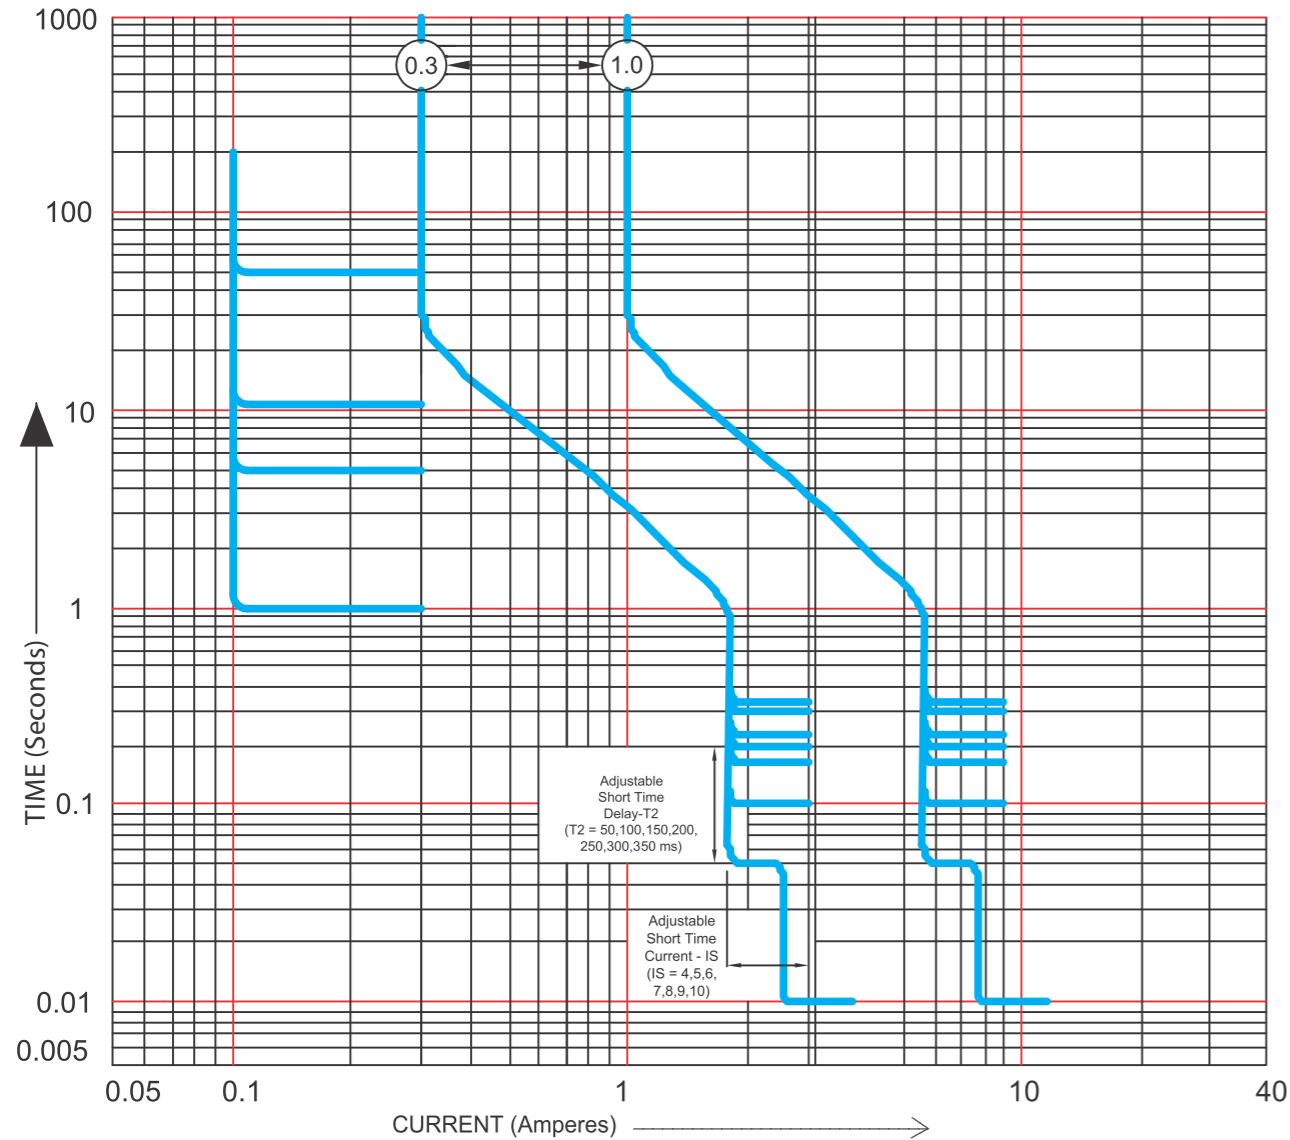 1000
0.3
1.0
100
10
1
TIME (Seconds)
Adjustable
Short Time
Delay-T2
(T2 = 50,100,150,200,
250,300,350 ms)
0.1
Adjustable
Short Time
Current - IS
(IS = 4,5,6,
7,8,9,10)
0.01
0.005
0.05
0.1
1
10
40
CURRENT (Amperes)